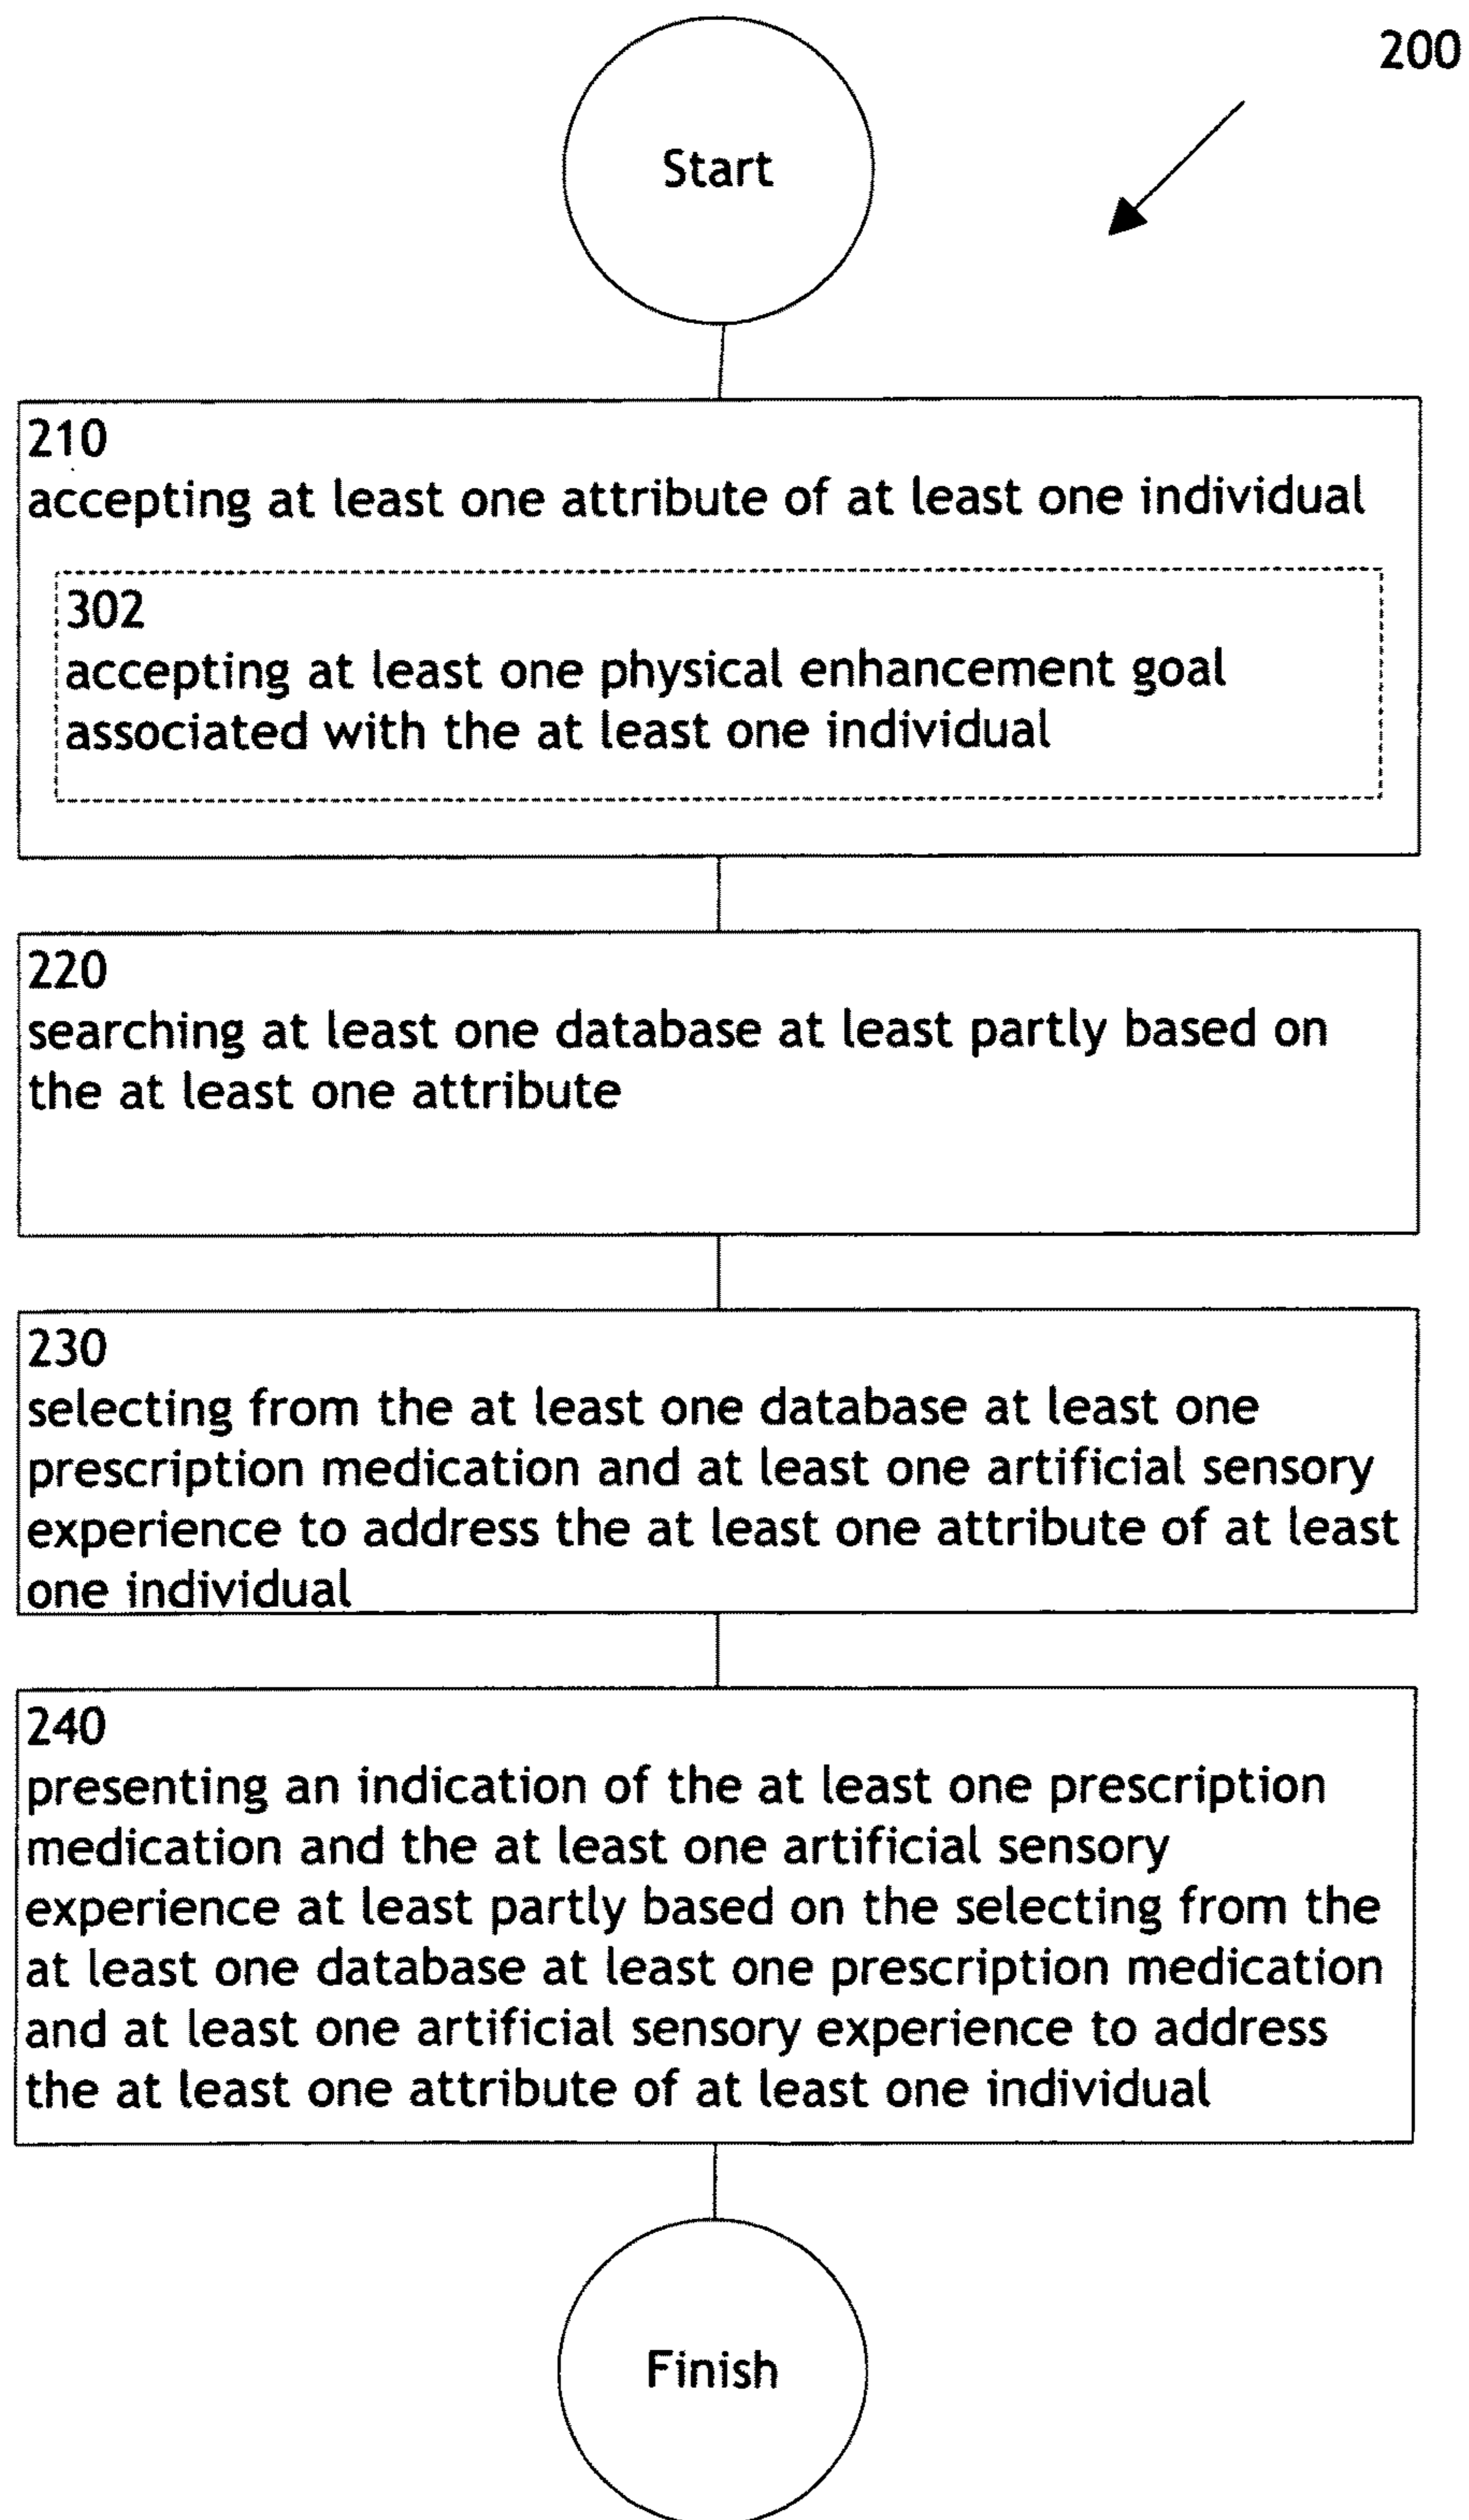 200
Start
210
accepting at least one attribute of at least one individual
302
accepting at least one physical enhancement goal
associated with the at least one individual
220
searching at least one database at least partly based on
the at least one attribute
230
selecting from the at least one database at least one
prescription medication and at least one artificial sensory
experience to address the at least one attribute of at least
one individual
240
presenting an indication of the at least one prescription
medication and the at least one artificial sensory
experience at least partly based on the selecting from the
at least one database at least one prescription medication
and at least one artificial sensory experience to address
the at least one attribute of at least one individual
Finish